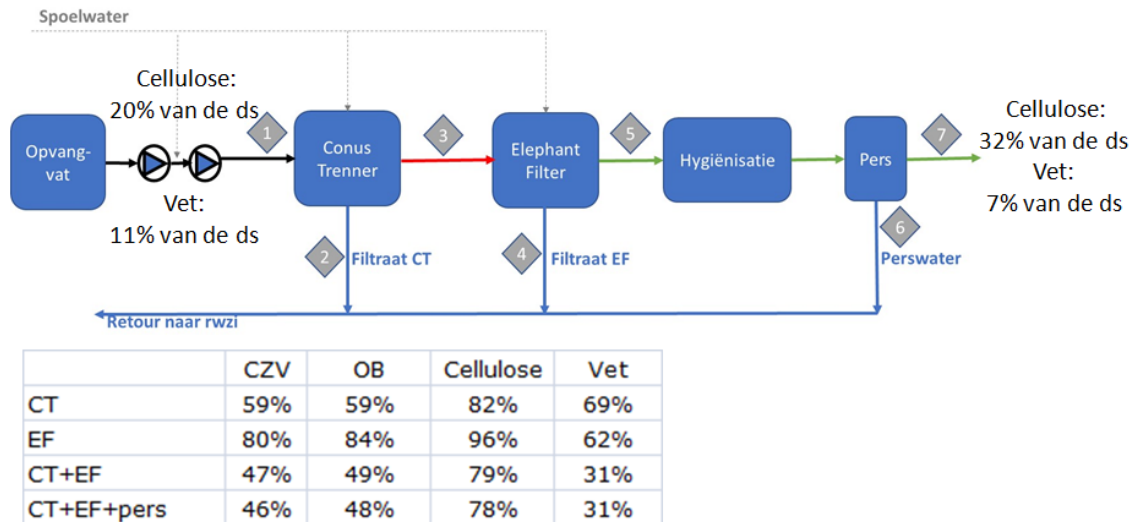 Spoelwater
Cellulose:
20% van de ds
Opvang-
vat
1
Vet:
11% van de ds
Conus
Trenner
3
Elephant
Filter
5
Hygiënisatie
Pers
7
Cellulose:
32% van de ds
Vet:
7% van de ds
2 Filtraat CT
4 Filtraat EF
6
Perswater
Retour naar rwzi
CZV OB Cellulose Vet
CT 59% 59% 82% 69%
EF 80% 84% 96% 62%
CT+EF 47% 49% 79% 31%
CT+EF+pers 46% 48% 78% 31%